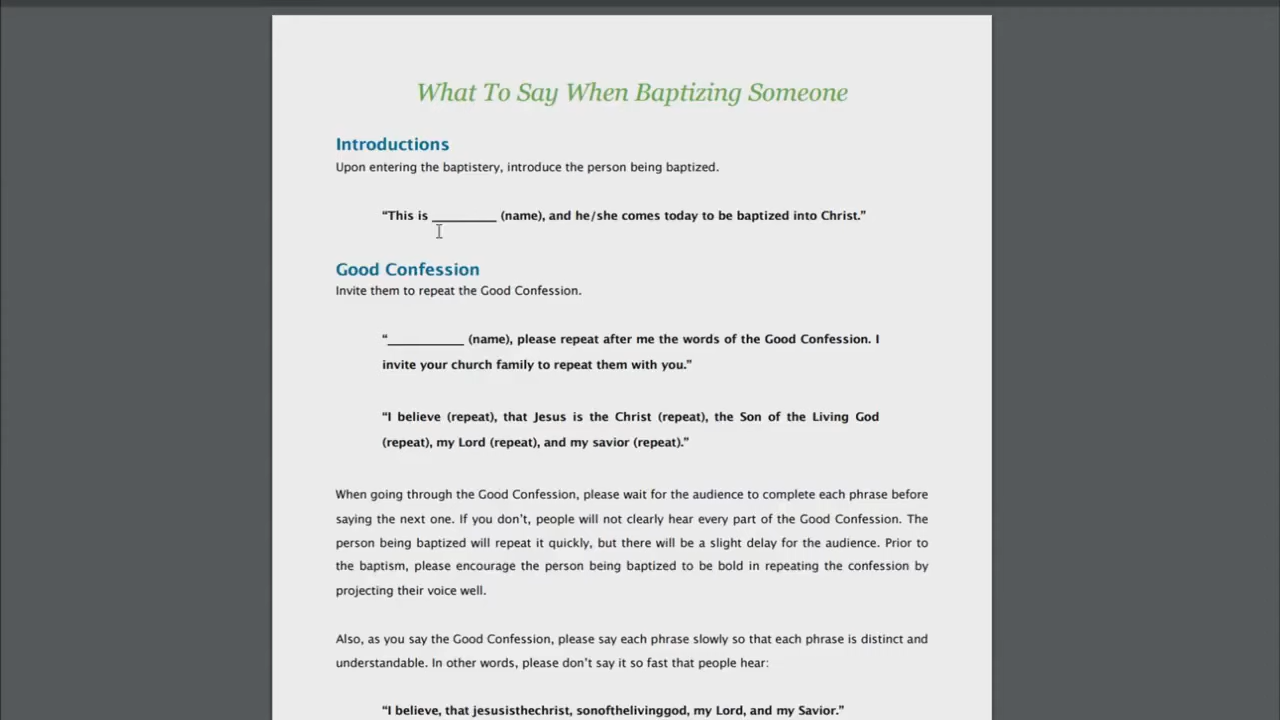 What To Say When Baptizing Someone
Introductions
Upon entering the baptistery, introduce the person being baptized.
“This is __________ (name), and he/she comes today to be baptized into Christ.”
Good Confession
Invite them to repeat the Good Confession.
“____________ (name), please repeat after me the words of the Good Confession. I
invite your church family to repeat them with you.”
“I believe (repeat), that Jesus is the Christ (repeat), the Son of the Living God
(repeat), my Lord (repeat), and my savior (repeat).”
When going through the Good Confession, please wait for the audience to complete each phrase before
saying the next one. If you don’t, people will not clearly hear every part of the Good Confession. The
person being baptized will repeat it quickly, but there will be a slight delay for the audience. Prior to
the baptism, please encourage the person being baptized to be bold in repeating the confession by
projecting their voice well.
Also, as you say the Good Confession, please say each phrase slowly so that each phrase is distinct and
understandable. In other words, please don’t say it so fast that people hear:
“I believe, that jesusisthechrist, sonofthelivinggod, my Lord, and my Savior.”